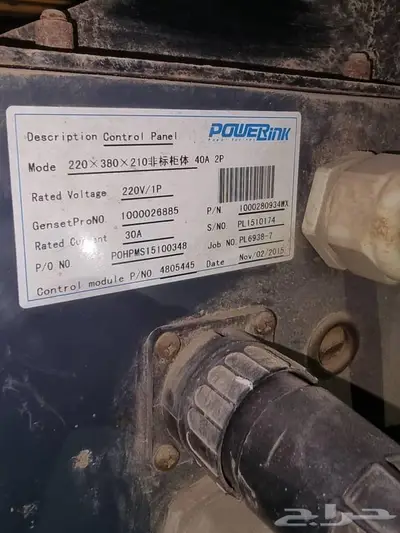 POWERLINK
Description Control Panel
Mode 220×380×210非标柜体 40A 2P
Rated Voltage 220V/1P
GensetProNO. 1000026885 P/N 1000280934WX
Rated Current 30A S/NO PL1510174
P/O NO POHPMS15100348 Job NO. PL6938-7
Control module P/NO 4805445 Date Nov/02/2015
حراج